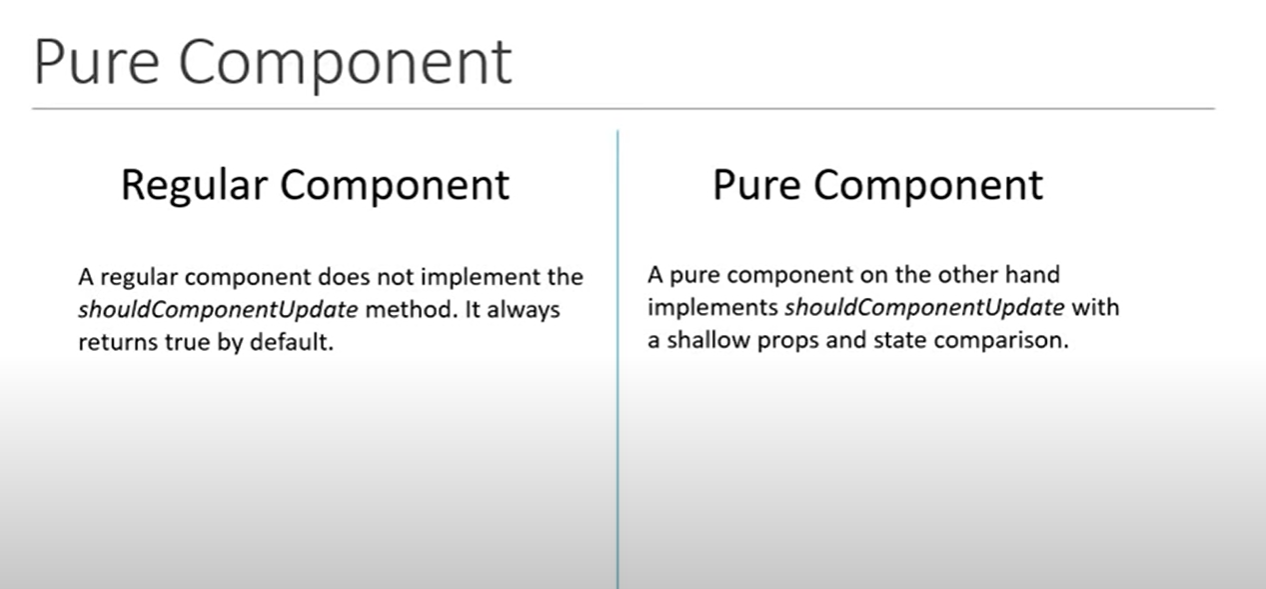 Pure Component
Regular Component
A regular component does not implement the
shouldComponentUpdate method. It always
returns true by default.
Pure Component
A pure component on the other hand
implements shouldComponentUpdate with
a shallow props and state comparison.